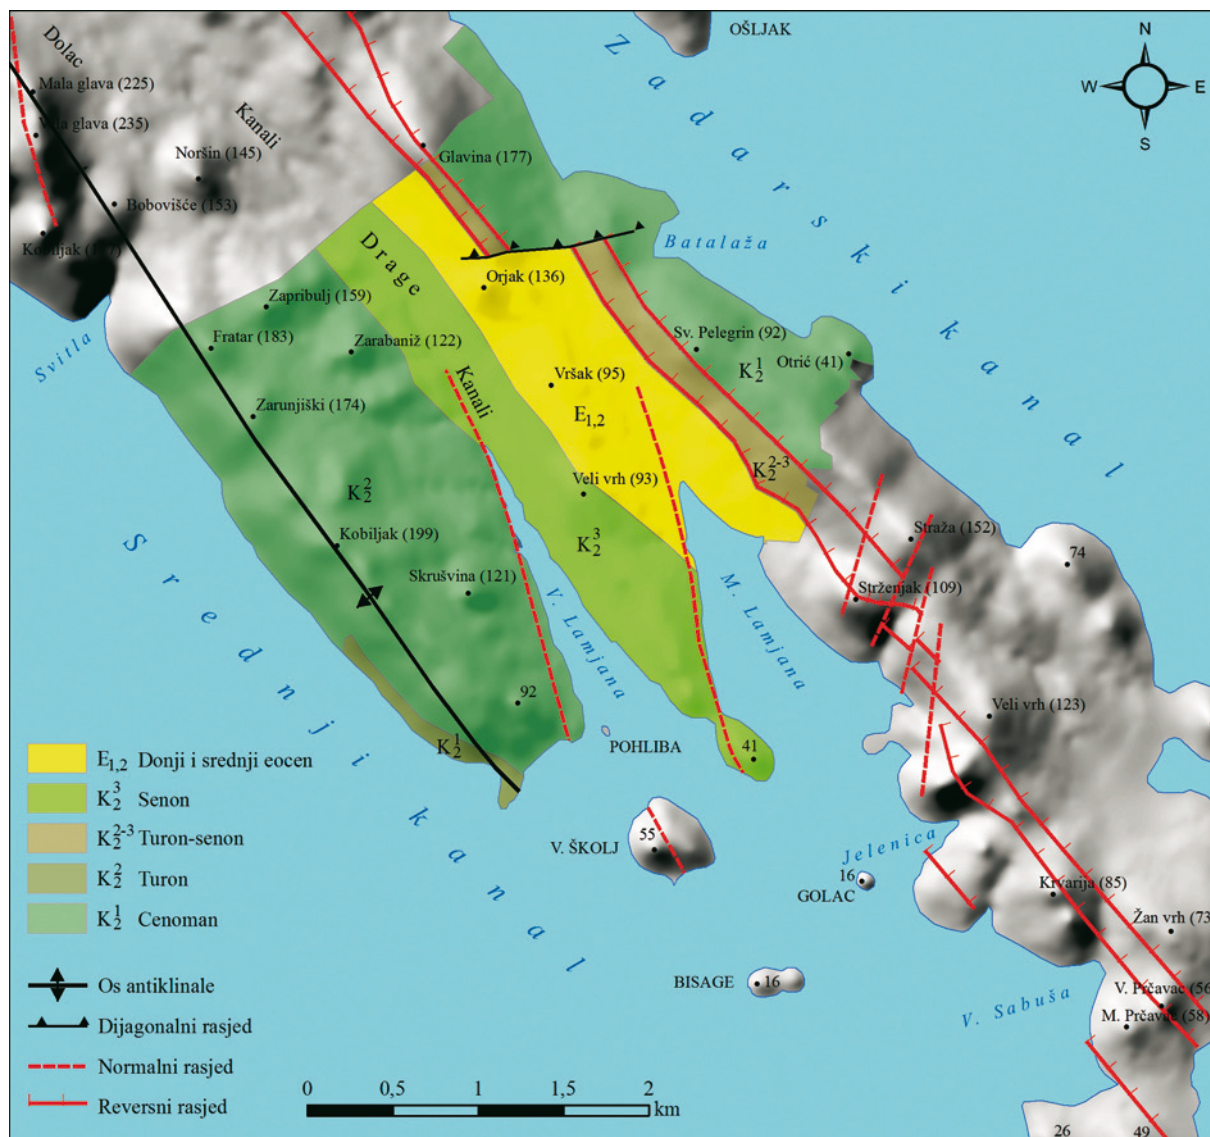 OŠLJAK
N
W
E
S
Dolac
Mala glava (225)
Vela glava (235)
Kanali
Noršin (145)
Glavina (177)
Bobovišće (153)
Zadarski kanal
Batalaža
Drage
Orjak (136)
Svitla
Zapribulj (159)
Fratar (183)
Zarabaniž (122)
Sv. Pelegrin (92)
K₂¹
Otrić (41)
Vršak (95)
Kanali
E₁,₂
Zarunjiški (174)
K₂²⁻³
Veli vrh (93)
K₂²
K₂³
Kobiljak (199)
Straža (152)
74
Skrušvina (121)
Strženjak (109)
V. Lamjana
M. Lamjana
Srednji kanal
92
Veli vrh (123)
K₂¹
POHLIBA
41
E₁,₂ Donji i srednji eocen
K₂³ Senon
K₂²⁻³ Turon-senon
K₂² Turon
K₂¹ Cenoman
55
V. ŠKOLJ
Jelenica
16
GOLAC
Krvarija (85)
Žan vrh (73
BISAGE
16
V. Sabuša
V. Prčavac (56
M. Prčavac (58)
Os antiklinale
Dijagonalni rasjed
Normalni rasjed
Reversni rasjed
0 0,5 1 2
km
26
49